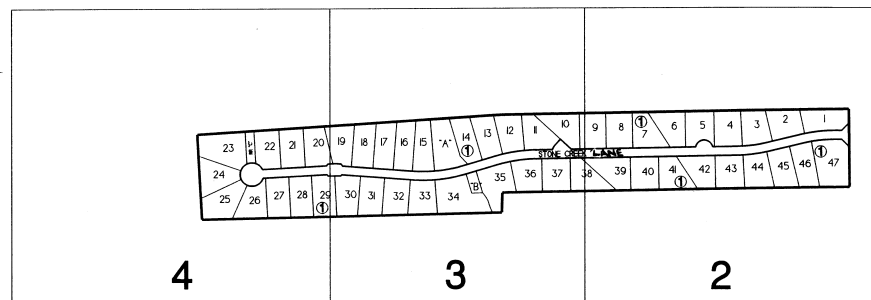 23 22 21 20 19 18 17 16 15 "A" 14 13 12 11 10 9 8 7 6 5 4 3 2 1
① ①
STONE CREEK LANE
24
①
25 26 27 28 29 30 31 32 33 34 "B" 35 36 37 38 39 40 41 42 43 44 45 46 47
① ①
4 3 2